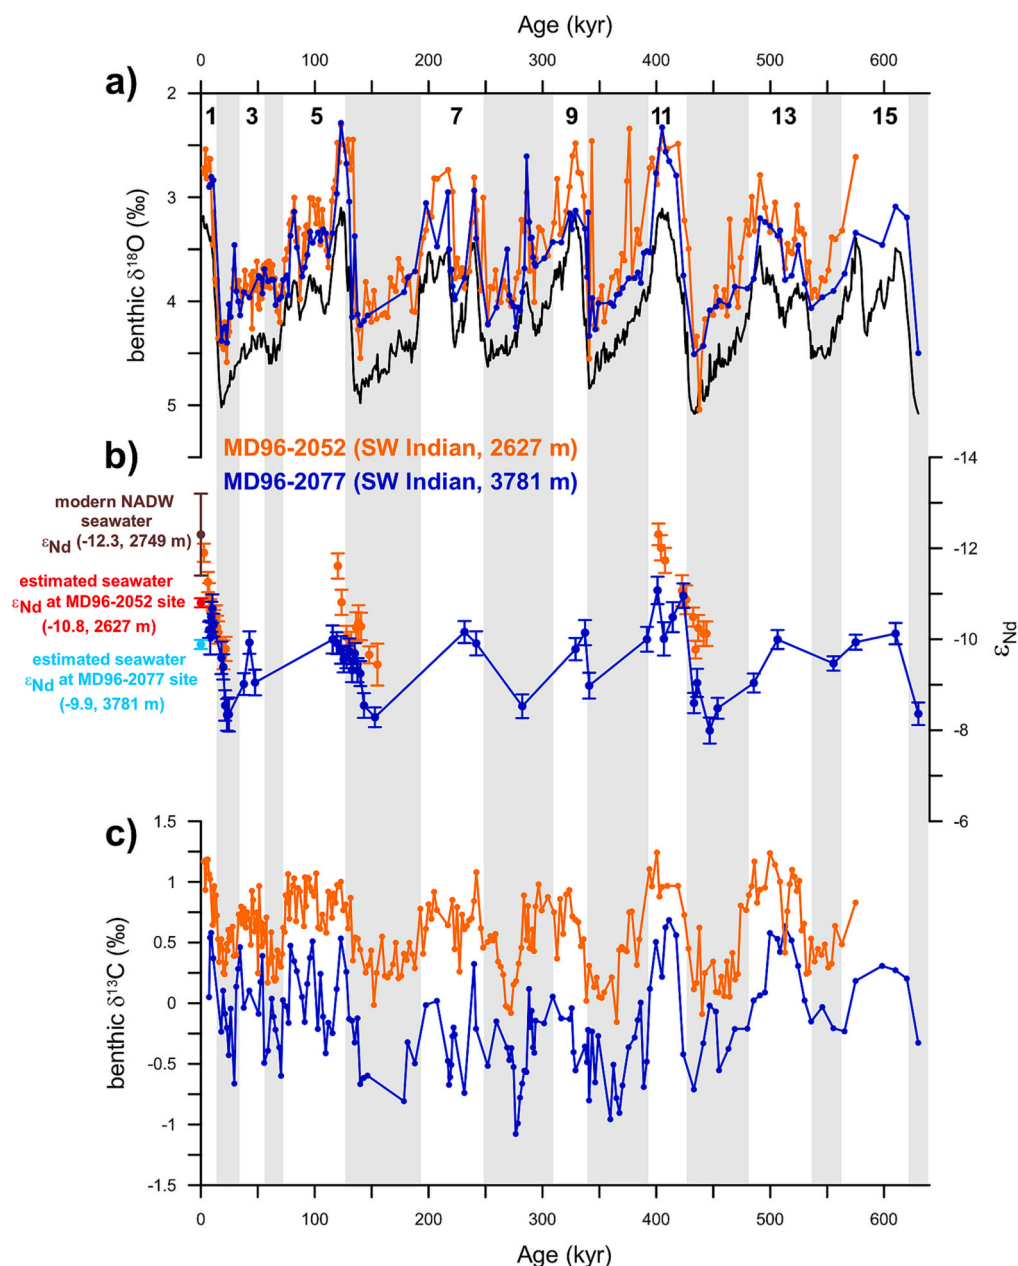 Age (kyr)
0 100 200 300 400 500 600
a)
2
1 3 5 7 9 11 13 15
3
benthic δ¹⁸O (‰)
4
5
MD96-2052 (SW Indian, 2627 m)
b)
-14
MD96-2077 (SW Indian, 3781 m)
modern NADW
seawater
εNd (-12.3, 2749 m)
-12
estimated seawater
εNd at MD96-2052 site
(-10.8, 2627 m)
-10
εNd
estimated seawater
εNd at MD96-2077 site
(-9.9, 3781 m)
-8
-6
c)
1.5
1
0.5
benthic δ¹³C (‰)
0
-0.5
-1
-1.5
0 100 200 300 400 500 600
Age (kyr)